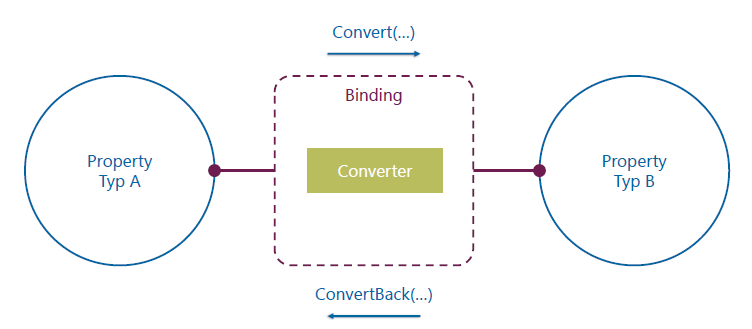 Convert(...)
Binding
Property
Typ A
Converter
Property
Typ B
ConvertBack(...)